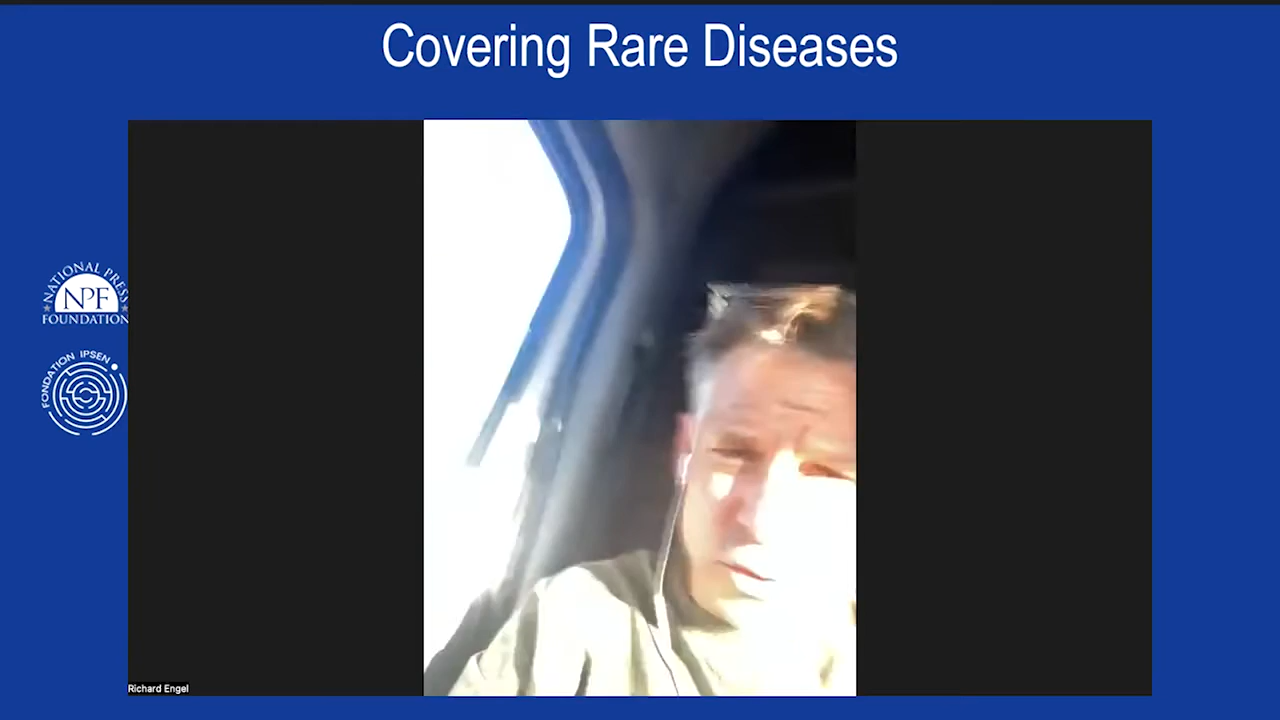 Covering Rare Diseases
NATIONAL PRESS
NPF
FOUNDATION
FONDATION IPSEN
Richard Engel